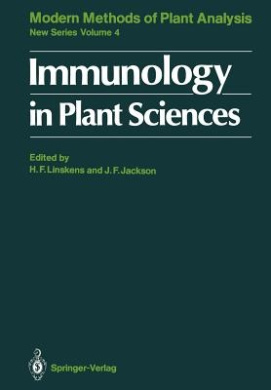 Modern Methods of Plant Analysis
New Series Volume 4
Immunology
in Plant Sciences
Edited by
H.F.Linskens and J.F.Jackson
Springer-Verlag